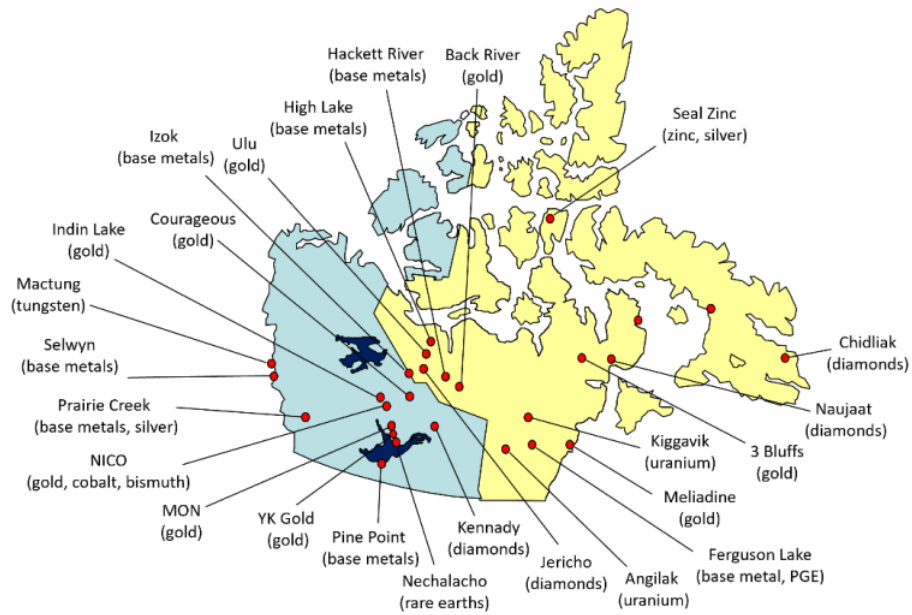 Hackett River
(base metals)
Back River
(gold)
High Lake
(base metals)
Seal Zinc
(zinc, silver)
Izok
(base metals)
Ulu
(gold)
Courageous
(gold)
Indin Lake
(gold)
Mactung
(tungsten)
Selwyn
(base metals)
Prairie Creek
(base metals, silver)
NICO
(gold, cobalt, bismuth)
MON
(gold)
YK Gold
(gold)
Pine Point
(base metals)
Nechalacho
(rare earths)
Kennady
(diamonds)
Jericho
(diamonds)
Angilak
(uranium)
Ferguson Lake
(base metal, PGE)
Meliadine
(gold)
Kiggavik
(uranium)
3 Bluffs
(gold)
Naujaat
(diamonds)
Chidliak
(diamonds)